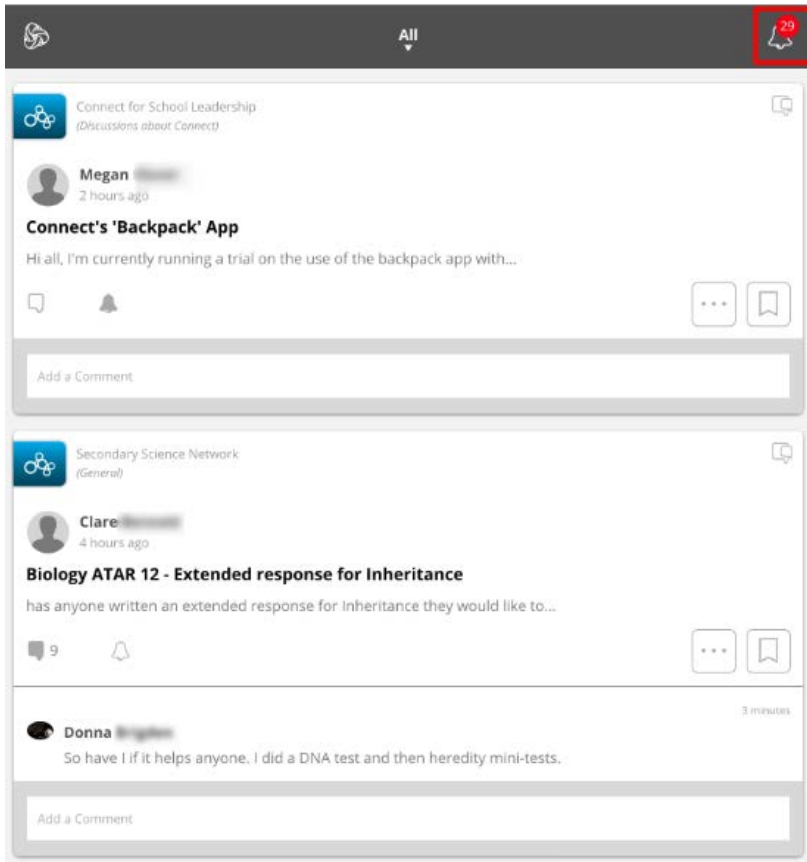 All
29
Connect for School Leadership
(Discussions about Connect)
Megan
2 hours ago
Connect's 'Backpack' App
Hi all, I'm currently running a trial on the use of the backpack app with...
Add a Comment
Secondary Science Network
(General)
Clare
4 hours ago
Biology ATAR 12 - Extended response for Inheritance
has anyone written an extended response for Inheritance they would like to...
9
3 minutes
Donna
So have I if it helps anyone. I did a DNA test and then heredity mini-tests.
Add a Comment